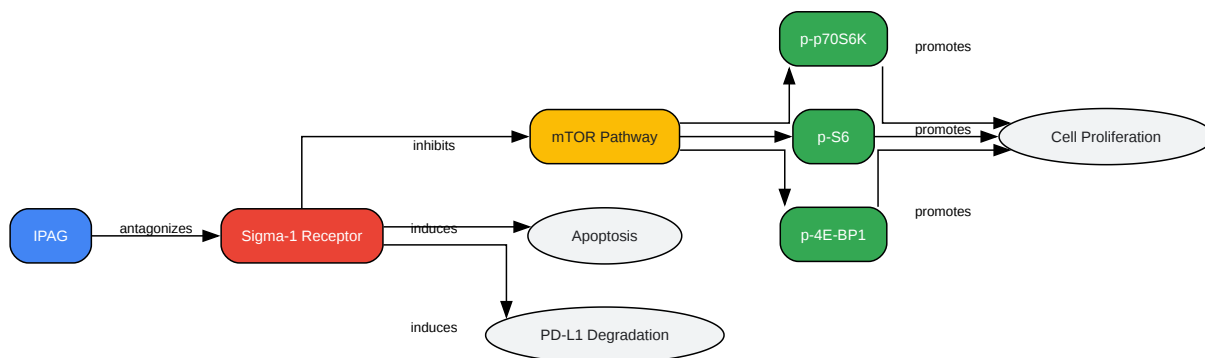 p-p70S6K
promotes
mTOR Pathway
inhibits
p-S6
promotes
Cell Proliferation
IPAG
antagonizes
Sigma-1 Receptor
induces
Apoptosis
p-4E-BP1
promotes
induces
PD-L1 Degradation